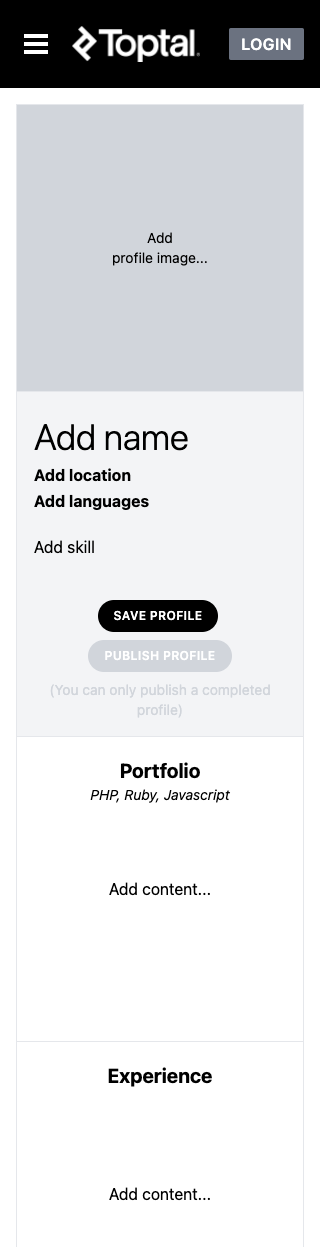 Toptal.
LOGIN
Add
profile image...
Add name
Add location
Add languages
Add skill
SAVE PROFILE
PUBLISH PROFILE
(You can only publish a completed
profile)
Portfolio
PHP, Ruby, Javascript
Add content...
Experience
Add content...